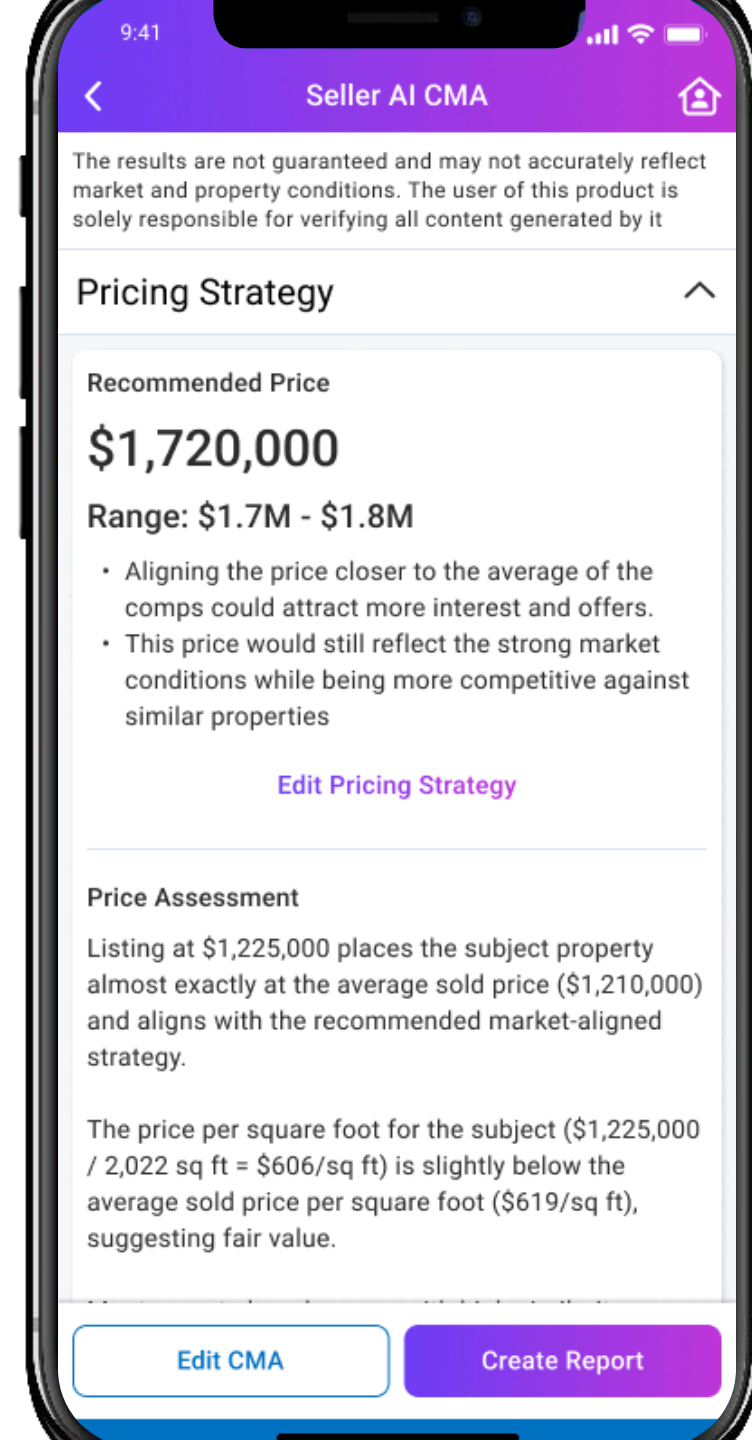 9:41
Seller AI CMA
The results are not guaranteed and may not accurately reflect
market and property conditions. The user of this product is
solely responsible for verifying all content generated by it
Pricing Strategy
Recommended Price
$1,720,000
Range: $1.7M - $1.8M
• Aligning the price closer to the average of the
comps could attract more interest and offers.
• This price would still reflect the strong market
conditions while being more competitive against
similar properties
Edit Pricing Strategy
Price Assessment
Listing at $1,225,000 places the subject property
almost exactly at the average sold price ($1,210,000)
and aligns with the recommended market-aligned
strategy.
The price per square foot for the subject ($1,225,000
/ 2,022 sq ft = $606/sq ft) is slightly below the
average sold price per square foot ($619/sq ft),
suggesting fair value.
Edit CMA
Create Report